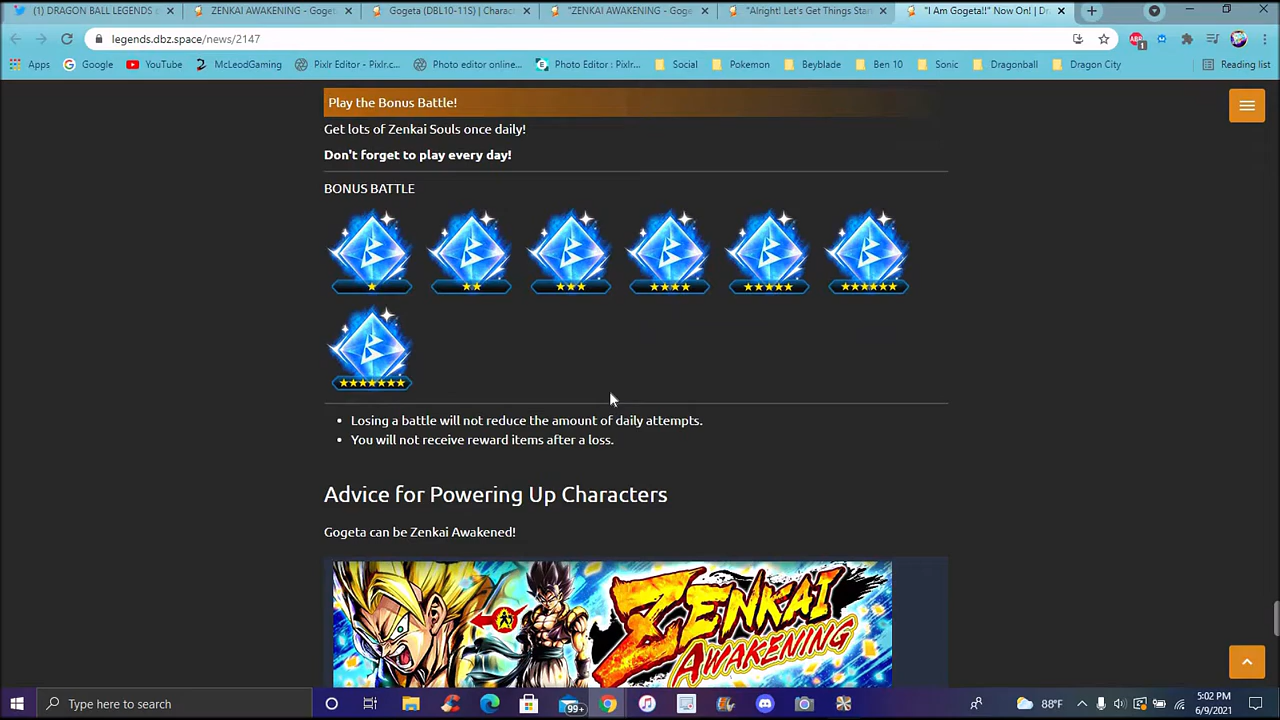 (1) DRAGON BALL LEGENDS
ZENKAI AWAKENING - Goget
Gogeta (DBL10-11S) | Charac
"ZENKAI AWAKENING - Goge
"Alright! Let's Get Things Star
"I Am Gogeta!!" Now On! | D
legends.dbz.space/news/2147
Apps
Google
YouTube
McLeodGaming
Pixlr Editor - Pixlr.c...
Photo editor online...
Photo Editor : Pixlr...
Social
Pokemon
Beyblade
Ben 10
Sonic
Dragonball
Dragon City
Reading list
Play the Bonus Battle!
Get lots of Zenkai Souls once daily!
Don't forget to play every day!
BONUS BATTLE
• Losing a battle will not reduce the amount of daily attempts.
• You will not receive reward items after a loss.
Advice for Powering Up Characters
Gogeta can be Zenkai Awakened!
ZENKAI
AWAKENING
Type here to search
99+
88°F
5:02 PM
6/9/2021